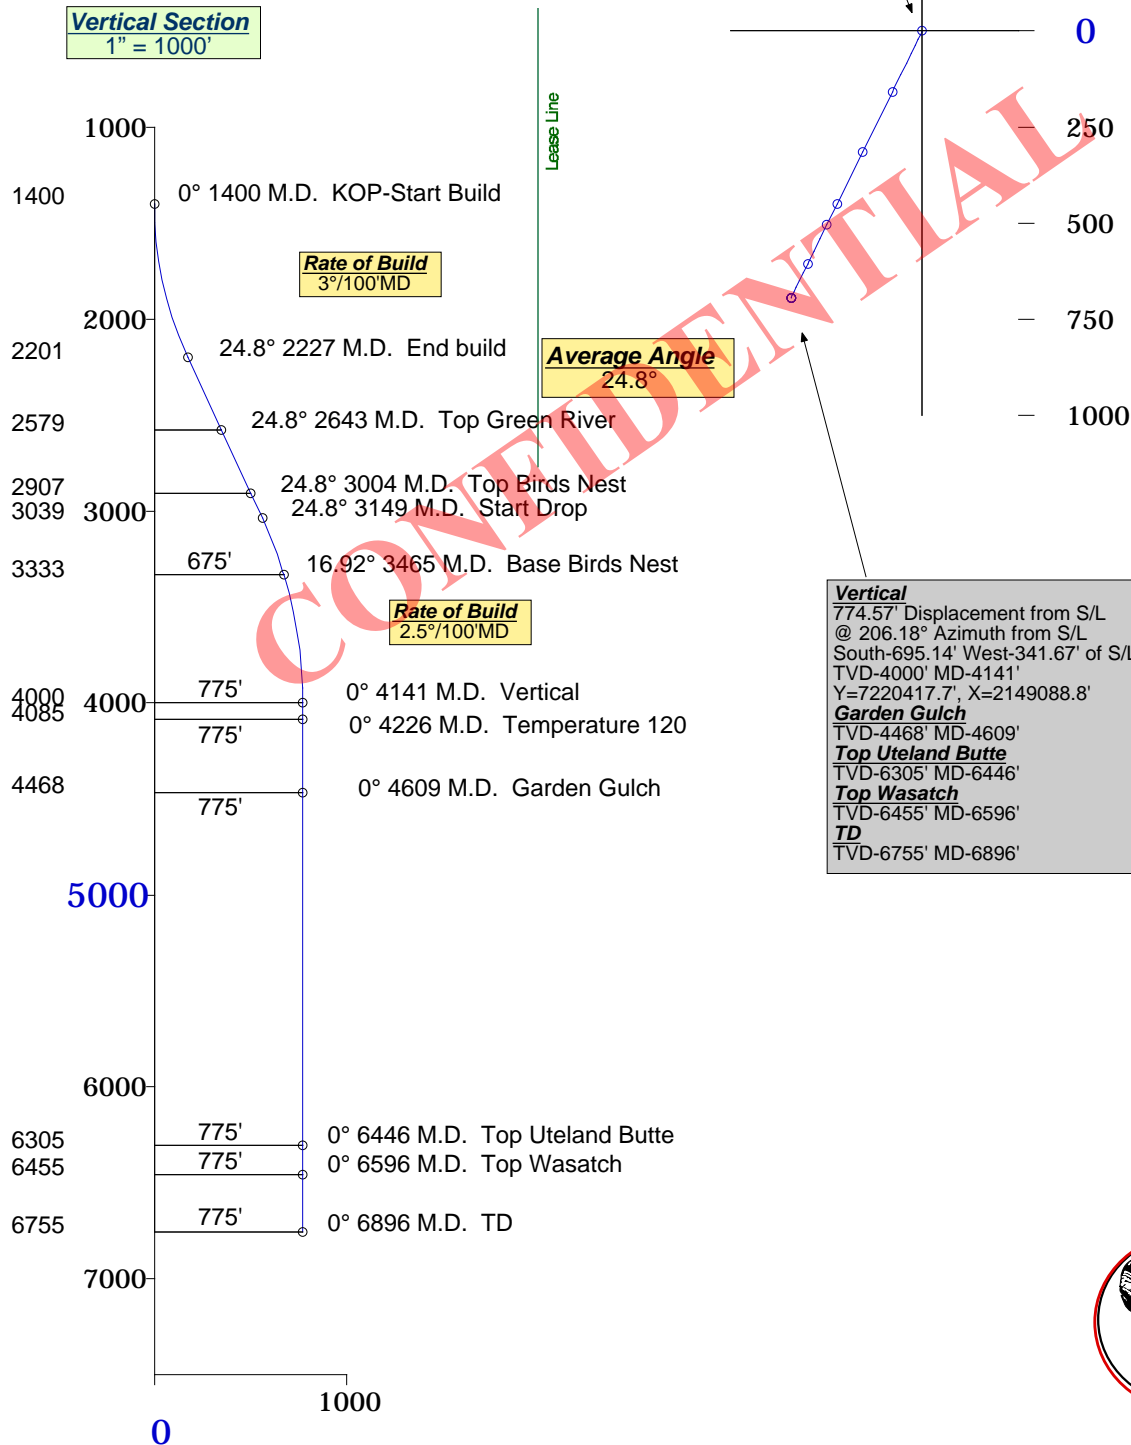 Vertical Section
1" = 1000'
Lease Line
0
250
500
750
1000
1000
1400
0° 1400 M.D. KOP-Start Build
Rate of Build
3°/100'MD
2000
2201
24.8° 2227 M.D. End build
Average Angle
24.8°
2579
24.8° 2643 M.D. Top Green River
2907
24.8° 3004 M.D. Top Birds Nest
3039
3000
24.8° 3149 M.D. Start Drop
3333
675'
16.92° 3465 M.D. Base Birds Nest
Rate of Build
2.5°/100'MD
CONFIDENTIAL
Vertical
774.57' Displacement from S/L
@ 206.18° Azimuth from S/L
South-695.14' West-341.67' of S/L
TVD-4000' MD-4141'
Y=7220417.7', X=2149088.8'
Garden Gulch
TVD-4468' MD-4609'
Top Uteland Butte
TVD-6305' MD-6446'
Top Wasatch
TVD-6455' MD-6596'
TD
TVD-6755' MD-6896'
4000
4000
775'
0° 4141 M.D. Vertical
4085
775'
0° 4226 M.D. Temperature 120
4468
775'
0° 4609 M.D. Garden Gulch
5000
6000
6305
775'
0° 6446 M.D. Top Uteland Butte
6455
775'
0° 6596 M.D. Top Wasatch
6755
775'
0° 6896 M.D. TD
7000
1000
0